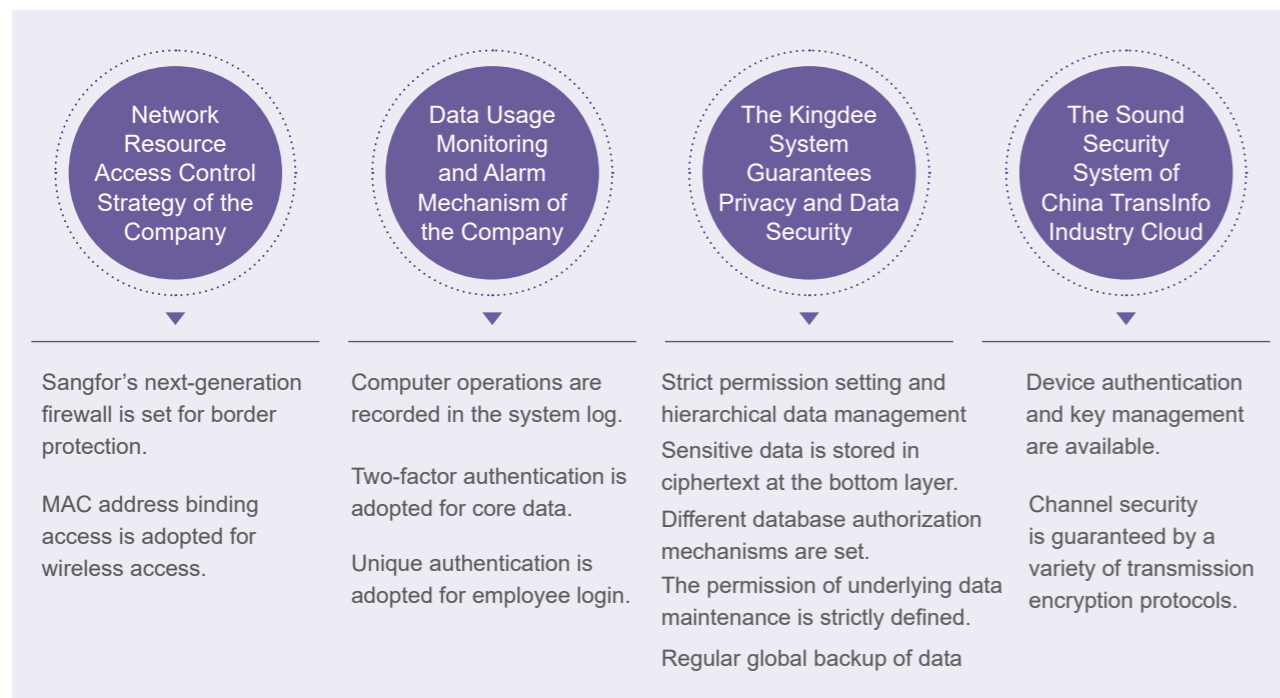 Network
Resource
Access Control
Strategy of the
Company
Sangfor’s next-generation
firewall is set for border
protection.
MAC address binding
access is adopted for
wireless access.
Data Usage
Monitoring
and Alarm
Mechanism of
the Company
Computer operations are
recorded in the system log.
Two-factor authentication is
adopted for core data.
Unique authentication is
adopted for employee login.
The Kingdee
System
Guarantees
Privacy and Data
Security
Strict permission setting and
hierarchical data management
Sensitive data is stored in
ciphertext at the bottom layer.
Different database authorization
mechanisms are set.
The permission of underlying data
maintenance is strictly defined.
Regular global backup of data
The Sound
Security
System of
China TransInfo
Industry Cloud
Device authentication
and key management
are available.
Channel security
is guaranteed by a
variety of transmission
encryption protocols.